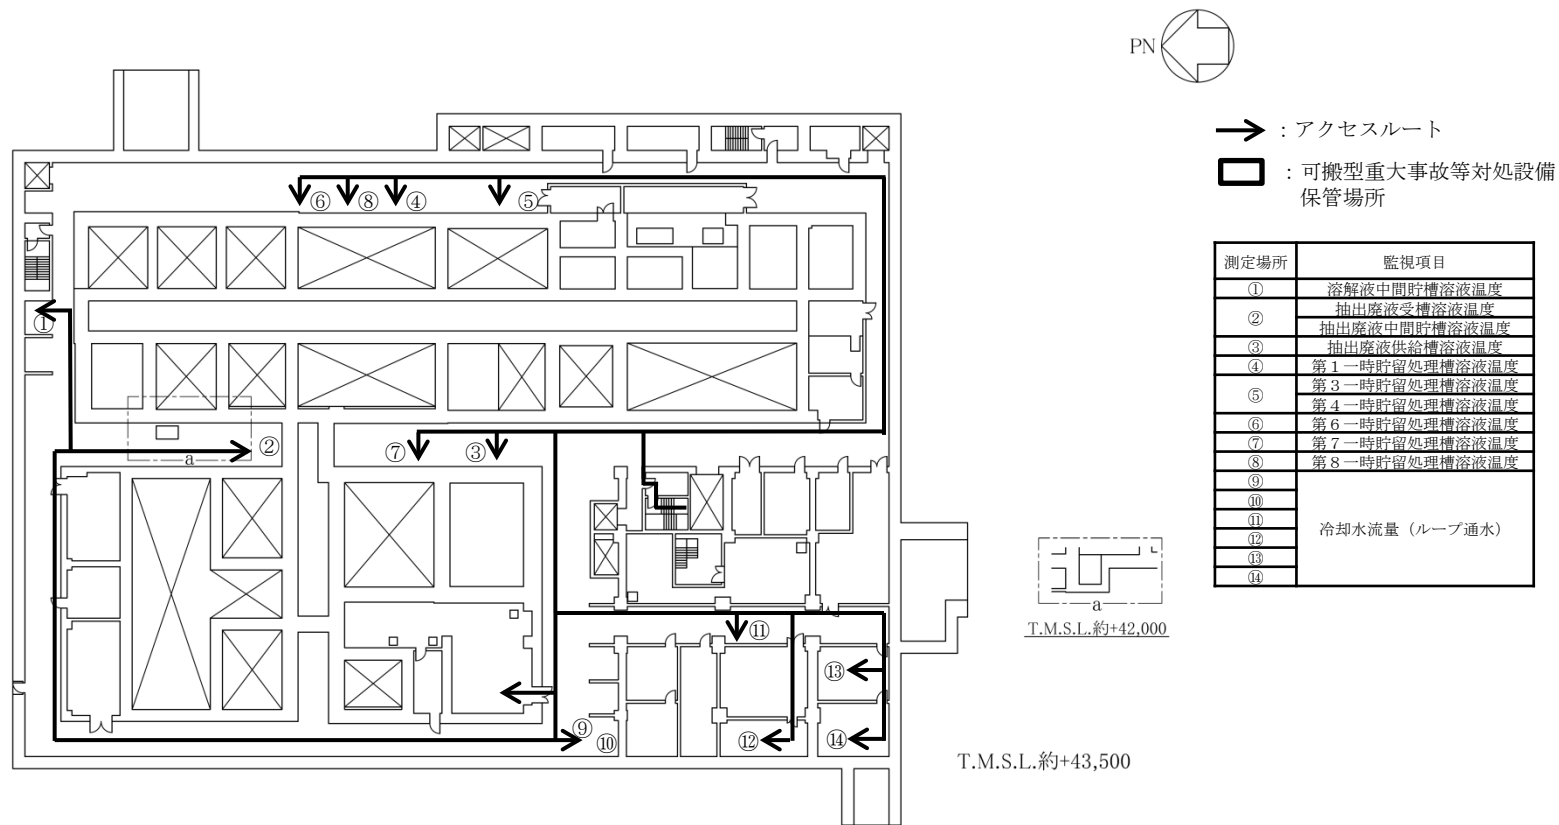 PN
：アクセスルート
：可搬型重大事故等対処設備
保管場所
⑥
⑧
④
⑤
①
②
a
⑦
③
⑪
⑬
⑨
⑩
⑫
⑭
測定場所 監視項目
① 溶解液中間貯槽溶液温度
② 抽出廃液受槽溶液温度
抽出廃液中間貯槽溶液温度
③ 抽出廃液供給槽溶液温度
④ 第１一時貯留処理槽溶液温度
⑤ 第３一時貯留処理槽溶液温度
第４一時貯留処理槽溶液温度
⑥ 第６一時貯留処理槽溶液温度
⑦ 第７一時貯留処理槽溶液温度
⑧ 第８一時貯留処理槽溶液温度
⑨
⑩
⑪
冷却水流量（ループ通水）
⑫
⑬
⑭
a
T.M.S.L.約+42,000
T.M.S.L.約+43,500